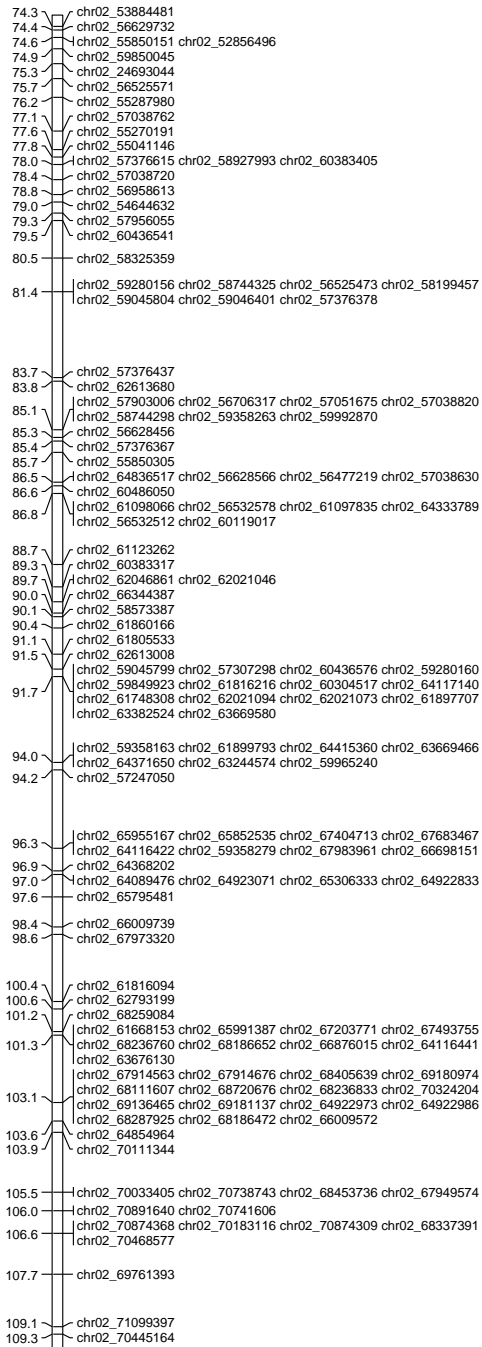 74.3 chr02_53884481
74.4 chr02_56629732
74.6 chr02_55850151 chr02_52856496
74.9 chr02_59850045
75.3 chr02_24693044
75.7 chr02_56525571
76.2 chr02_55287980
77.1 chr02_57038762
77.6 chr02_55270191
77.8 chr02_55041146
78.0 chr02_57376615 chr02_58927993 chr02_60383405
78.4 chr02_57038720
78.8 chr02_56958613
79.0 chr02_54644632
79.3 chr02_57956055
79.5 chr02_60436541
80.5 chr02_58325359
81.4 chr02_59280156 chr02_58744325 chr02_56525473 chr02_58199457
chr02_59045804 chr02_59046401 chr02_57376378
83.7 chr02_57376437
83.8 chr02_62613680
85.1 chr02_57903006 chr02_56706317 chr02_57051675 chr02_57038820
chr02_58744298 chr02_59358263 chr02_59992870
85.3 chr02_56628456
85.4 chr02_57376367
85.7 chr02_55850305
86.5 chr02_64836517 chr02_56628566 chr02_56477219 chr02_57038630
86.6 chr02_60486050
86.8 chr02_61098066 chr02_56532578 chr02_61097835 chr02_64333789
chr02_56532512 chr02_60119017
88.7 chr02_61123262
89.3 chr02_60383317
89.7 chr02_62046861 chr02_62021046
90.0 chr02_66344387
90.1 chr02_58573387
90.4 chr02_61860166
91.1 chr02_61805533
91.5 chr02_62613008
91.7 chr02_59045799 chr02_57307298 chr02_60436576 chr02_59280160
chr02_59849923 chr02_61816216 chr02_60304517 chr02_64117140
chr02_61748308 chr02_62021094 chr02_62021073 chr02_61897707
chr02_63382524 chr02_63669580
94.0 chr02_59358163 chr02_61899793 chr02_64415360 chr02_63669466
chr02_64371650 chr02_63244574 chr02_59965240
94.2 chr02_57247050
96.3 chr02_65955167 chr02_65852535 chr02_67404713 chr02_67683467
chr02_64116422 chr02_59358279 chr02_67983961 chr02_66698151
96.9 chr02_64368202
97.0 chr02_64089476 chr02_64923071 chr02_65306333 chr02_64922833
97.6 chr02_65795481
98.4 chr02_66009739
98.6 chr02_67973320
100.4 chr02_61816094
100.6 chr02_62793199
101.2 chr02_68259084
101.3 chr02_61668153 chr02_65991387 chr02_67203771 chr02_67493755
chr02_68236760 chr02_68186652 chr02_66876015 chr02_64116441
chr02_63676130
103.1 chr02_67914563 chr02_67914676 chr02_68405639 chr02_69180974
chr02_68111607 chr02_68720676 chr02_68236833 chr02_70324204
chr02_69136465 chr02_69181137 chr02_64922973 chr02_64922986
chr02_68287925 chr02_68186472 chr02_66009572
103.6 chr02_64854964
103.9 chr02_70111344
105.5 chr02_70033405 chr02_70738743 chr02_68453736 chr02_67949574
106.0 chr02_70891640 chr02_70741606
106.6 chr02_70874368 chr02_70183116 chr02_70874309 chr02_68337391
chr02_70468577
107.7 chr02_69761393
109.1 chr02_71099397
109.3 chr02_70445164